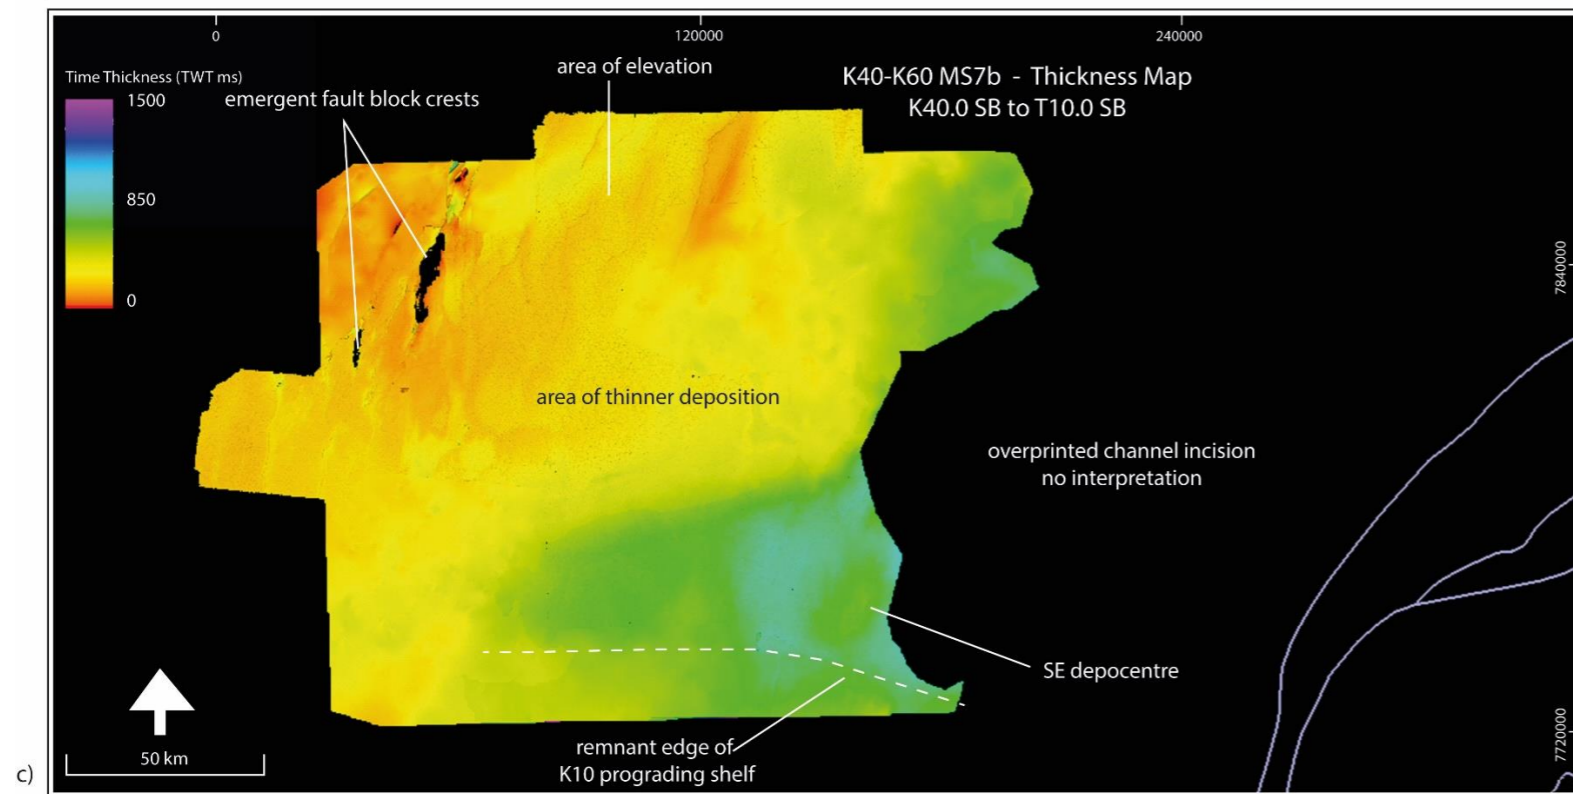 0
120000
240000
Time Thickness (TWT ms)
1500
850
0
emergent fault block crests
area of elevation
K40-K60 MS7b - Thickness Map
K40.0 SB to T10.0 SB
7840000
area of thinner deposition
overprinted channel incision
no interpretation
SE depocentre
7720000
remnant edge of
K10 prograding shelf
50 km
c)